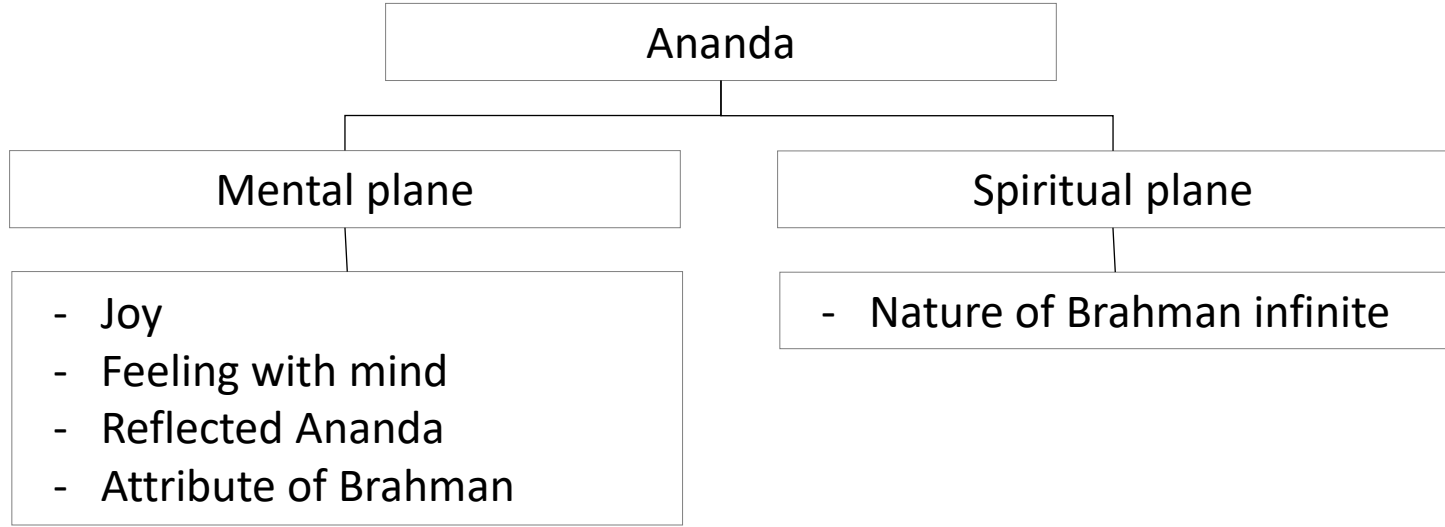 Ananda
Mental plane
Spiritual plane
- Joy
- Feeling with mind
- Reflected Ananda
- Attribute of Brahman
- Nature of Brahman infinite